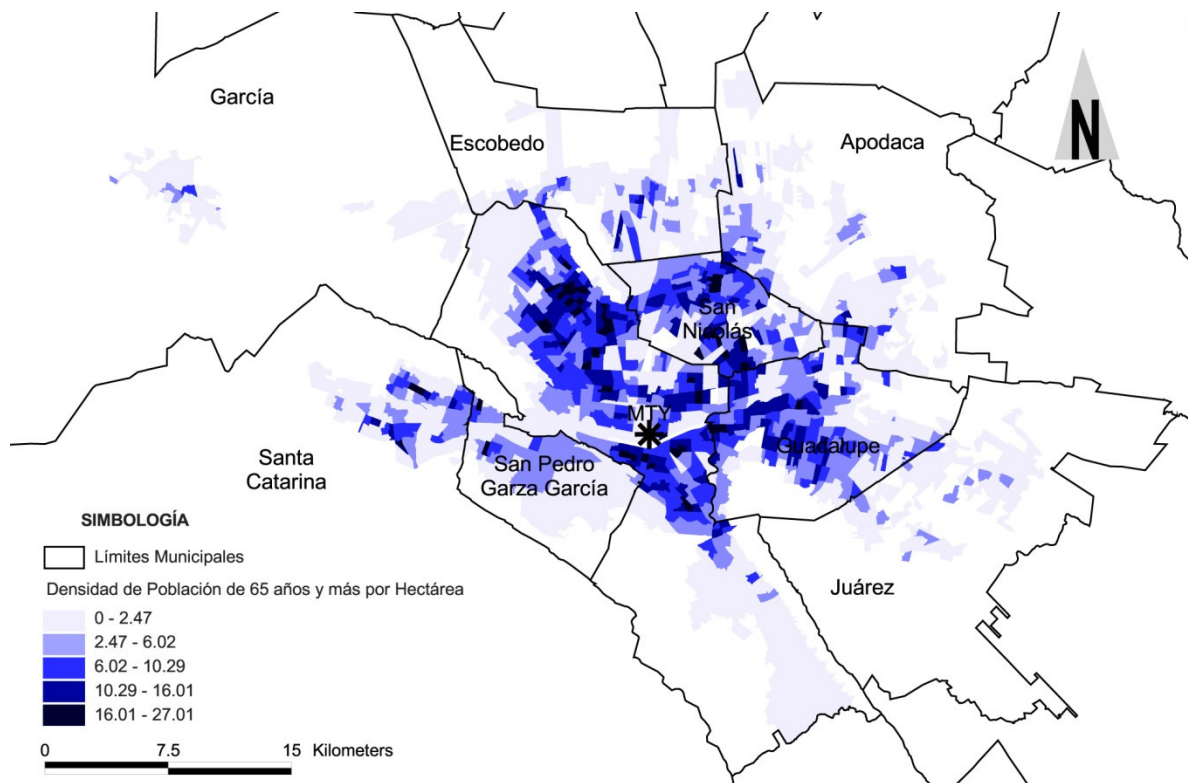 García
Escobedo
Apodaca
N
San
Nicolás
MTY
Guadalupe
Santa
Catarina
San Pedro
Garza García
Juárez
SIMBOLOGÍA
Límites Municipales
Densidad de Población de 65 años y más por Hectárea
0 - 2.47
2.47 - 6.02
6.02 - 10.29
10.29 - 16.01
16.01 - 27.01
0 7.5 15 Kilometers